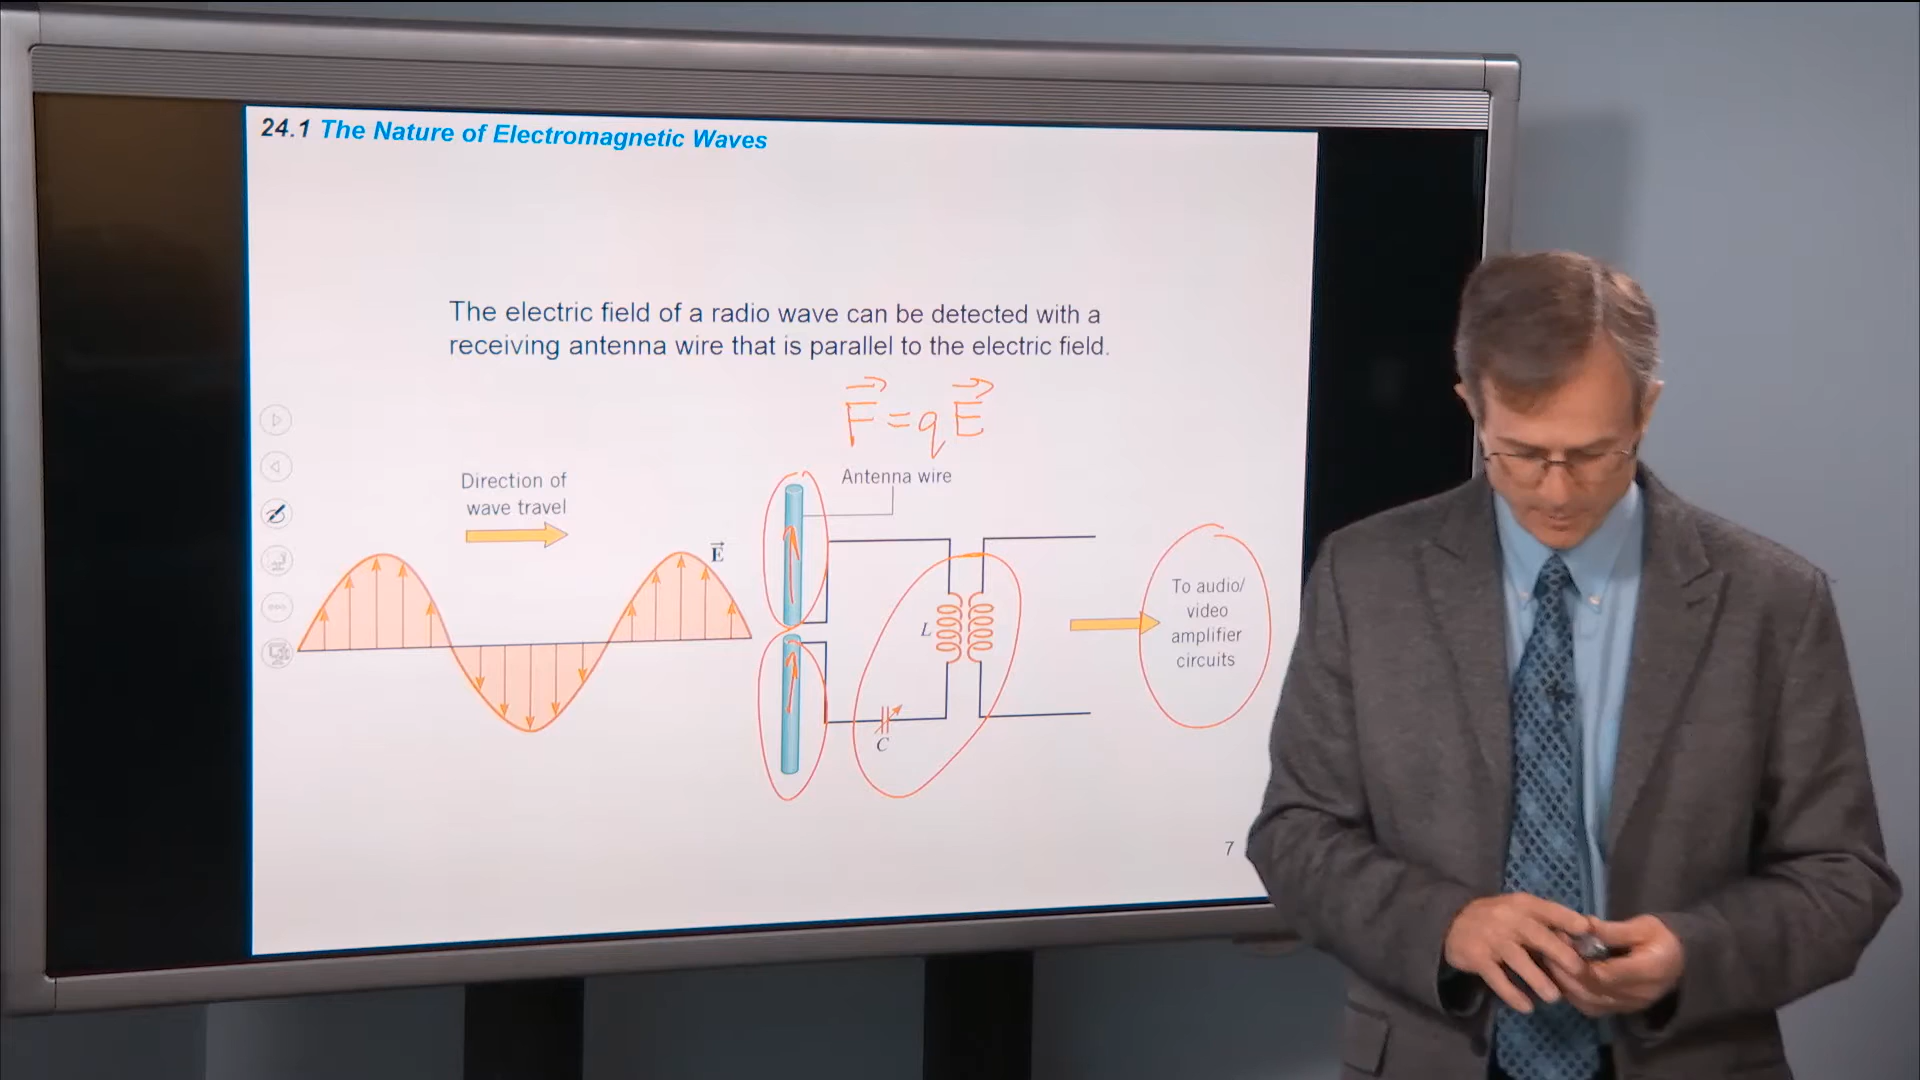 24.1 The Nature of Electromagnetic Waves
The electric field of a radio wave can be detected with a
receiving antenna wire that is parallel to the electric field.
F = qE
Direction of
wave travel
Antenna wire
E
L
C
To audio/
video
amplifier
circuits
7